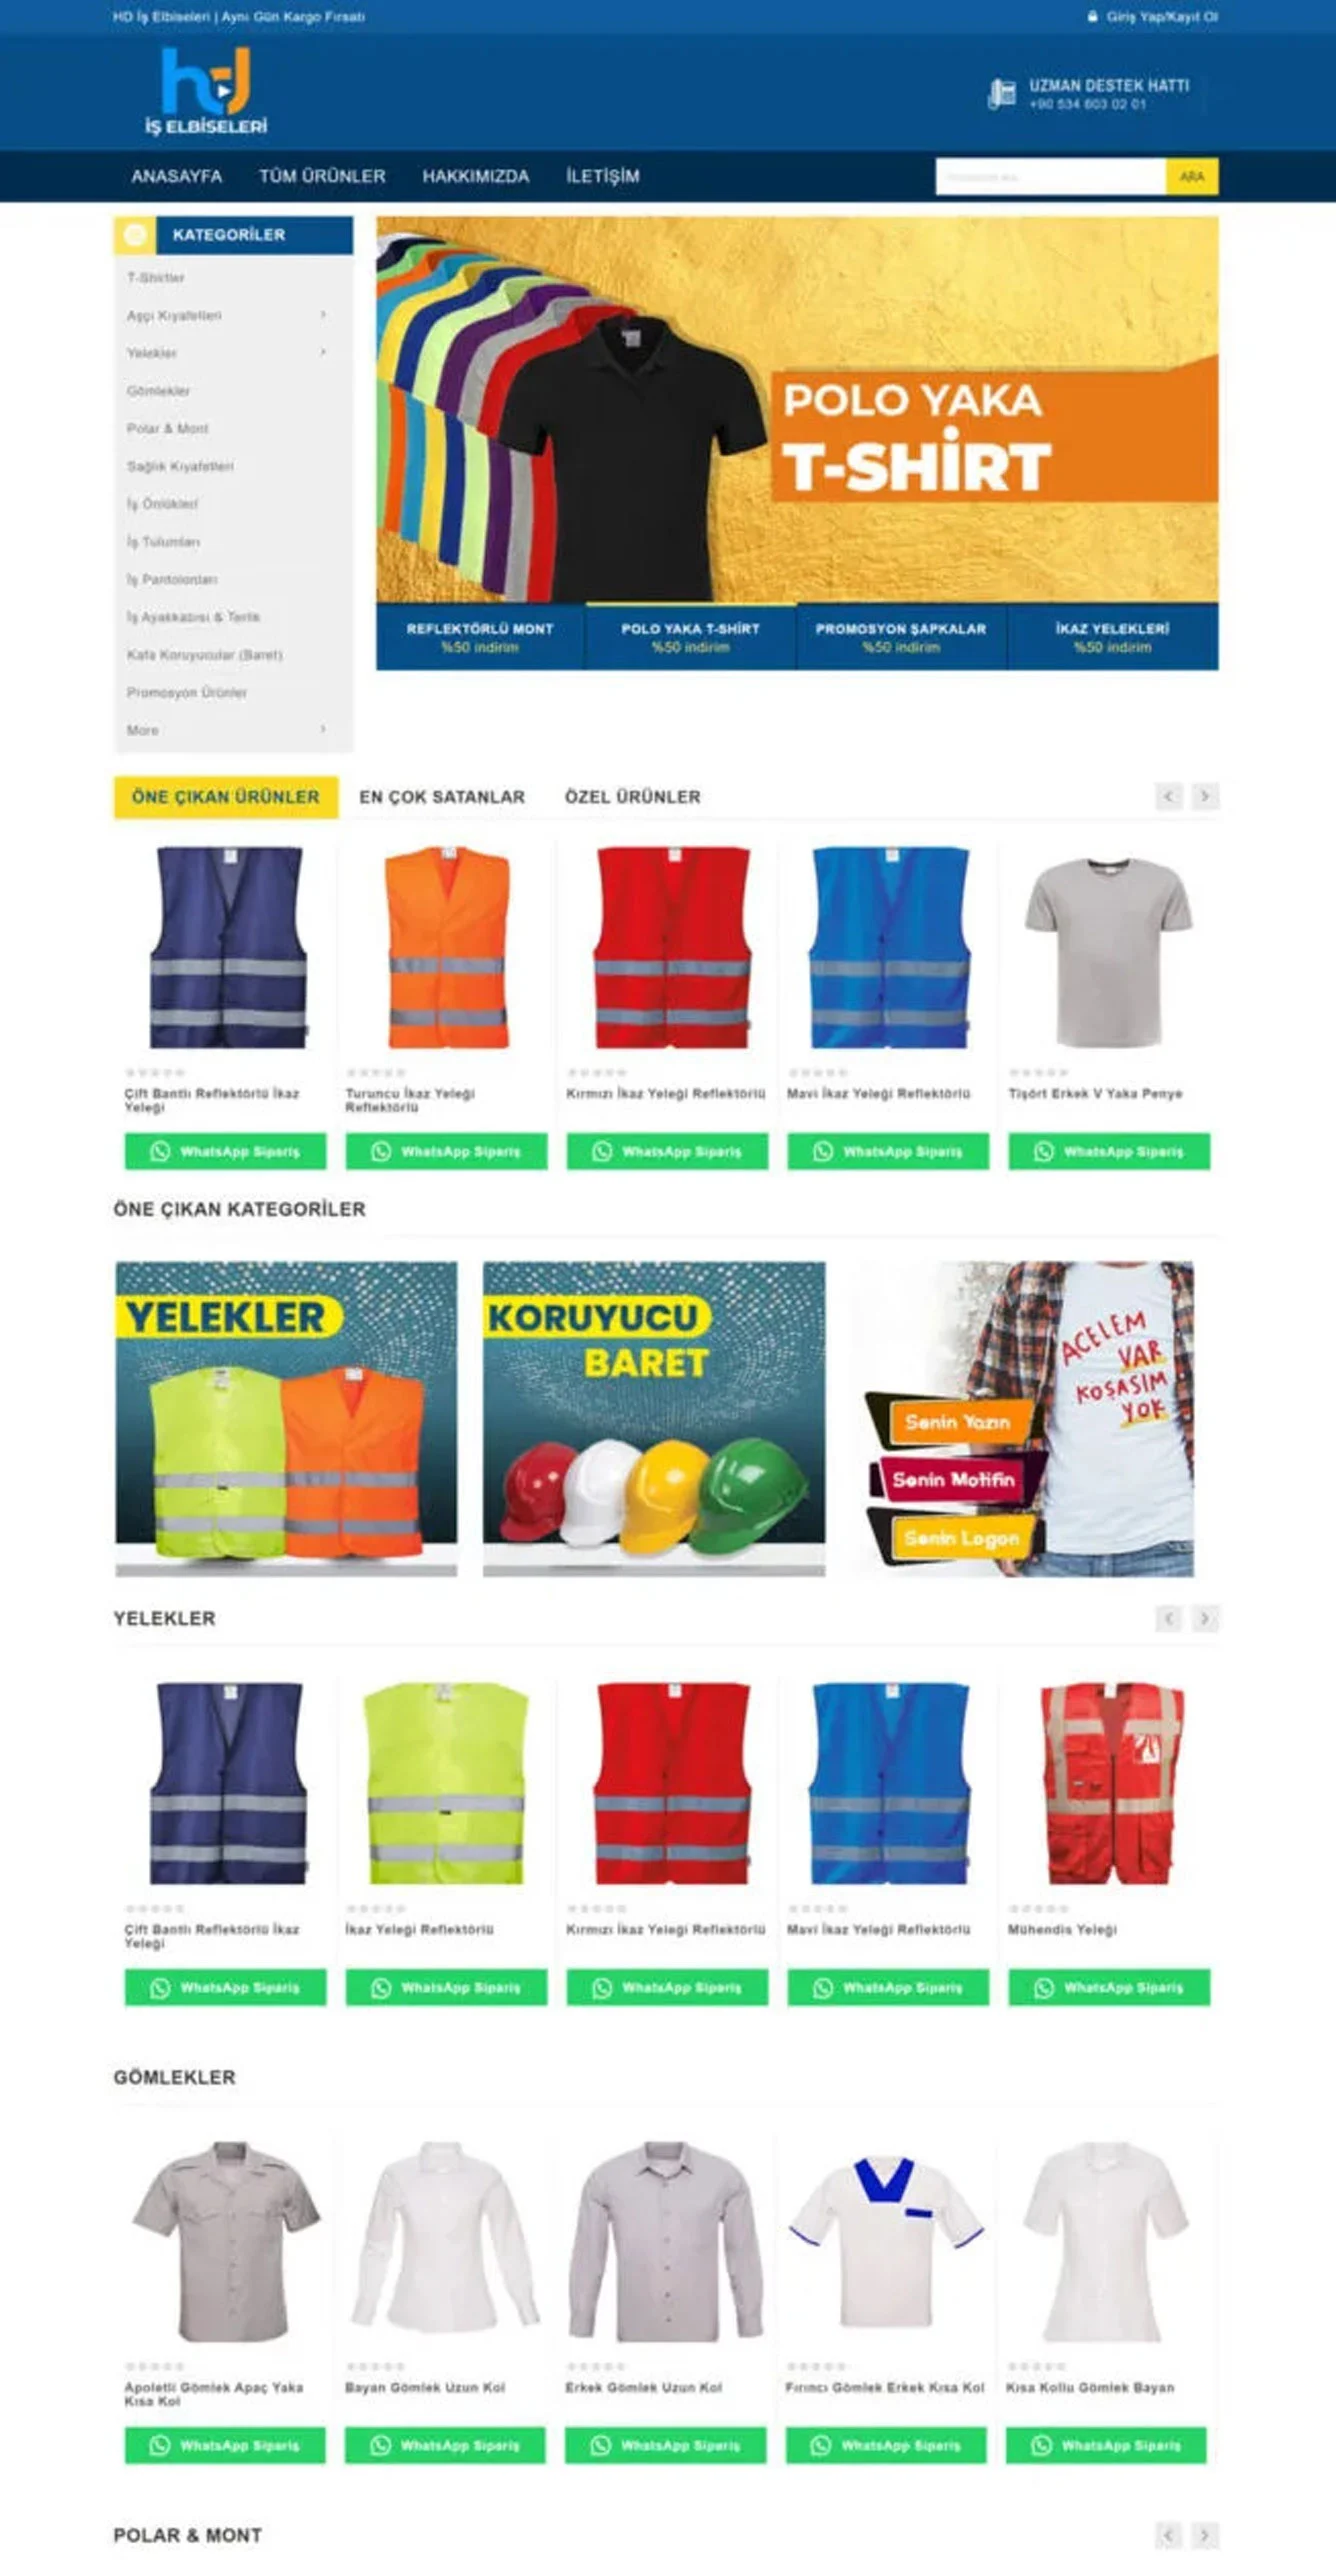 HD İş Elbiseleri | Aynı Gün Kargo Fırsatı
Giriş Yap/Kayıt Ol
hd
İŞ ELBİSELERİ
UZMAN DESTEK HATTI
+90 534 603 02 01
ANASAYFA
TÜM ÜRÜNLER
HAKKIMIZDA
İLETİŞİM
ARA
KATEGORİLER
T-Shirtler
Aşçı Kıyafetleri
Yelekler
Gömlekler
Polar & Mont
Sağlık Kıyafetleri
İş Önlükleri
İş Tulumları
İş Pantolonları
İş Ayakkabısı & Terlik
Kafa Koruyucular (Baret)
Promosyon Ürünler
More
POLO YAKA
T-SHİRT
REFLEKTÖRLÜ MONT
%50 indirim
POLO YAKA T-SHİRT
%50 indirim
PROMOSYON ŞAPKALAR
%50 indirim
İKAZ YELEKLERİ
%50 indirim
ÖNE ÇIKAN ÜRÜNLER
EN ÇOK SATANLAR
ÖZEL ÜRÜNLER
Çift Bantlı Reflektörlü İkaz
Yeleği
Turuncu İkaz Yeleği
Reflektörlü
Kırmızı İkaz Yeleği Reflektörlü
Mavi İkaz Yeleği Reflektörlü
Tişört Erkek V Yaka Penye
WhatsApp Sipariş
WhatsApp Sipariş
WhatsApp Sipariş
WhatsApp Sipariş
WhatsApp Sipariş
ÖNE ÇIKAN KATEGORİLER
YELEKLER
KORUYUCU
BARET
ACELEM
VAR
KOŞASIM
YOK
Senin Yazın
Senin Motifin
Senin Logon
YELEKLER
Çift Bantlı Reflektörlü İkaz
Yeleği
İkaz Yeleği Reflektörlü
Kırmızı İkaz Yeleği Reflektörlü
Mavi İkaz Yeleği Reflektörlü
Mühendis Yeleği
WhatsApp Sipariş
WhatsApp Sipariş
WhatsApp Sipariş
WhatsApp Sipariş
WhatsApp Sipariş
GÖMLEKLER
Apoletli Gömlek Apaç Yaka
Kısa Kol
Bayan Gömlek Uzun Kol
Erkek Gömlek Uzun Kol
Fırıncı Gömlek Erkek Kısa Kol
Kısa Kollu Gömlek Bayan
WhatsApp Sipariş
WhatsApp Sipariş
WhatsApp Sipariş
WhatsApp Sipariş
WhatsApp Sipariş
POLAR & MONT